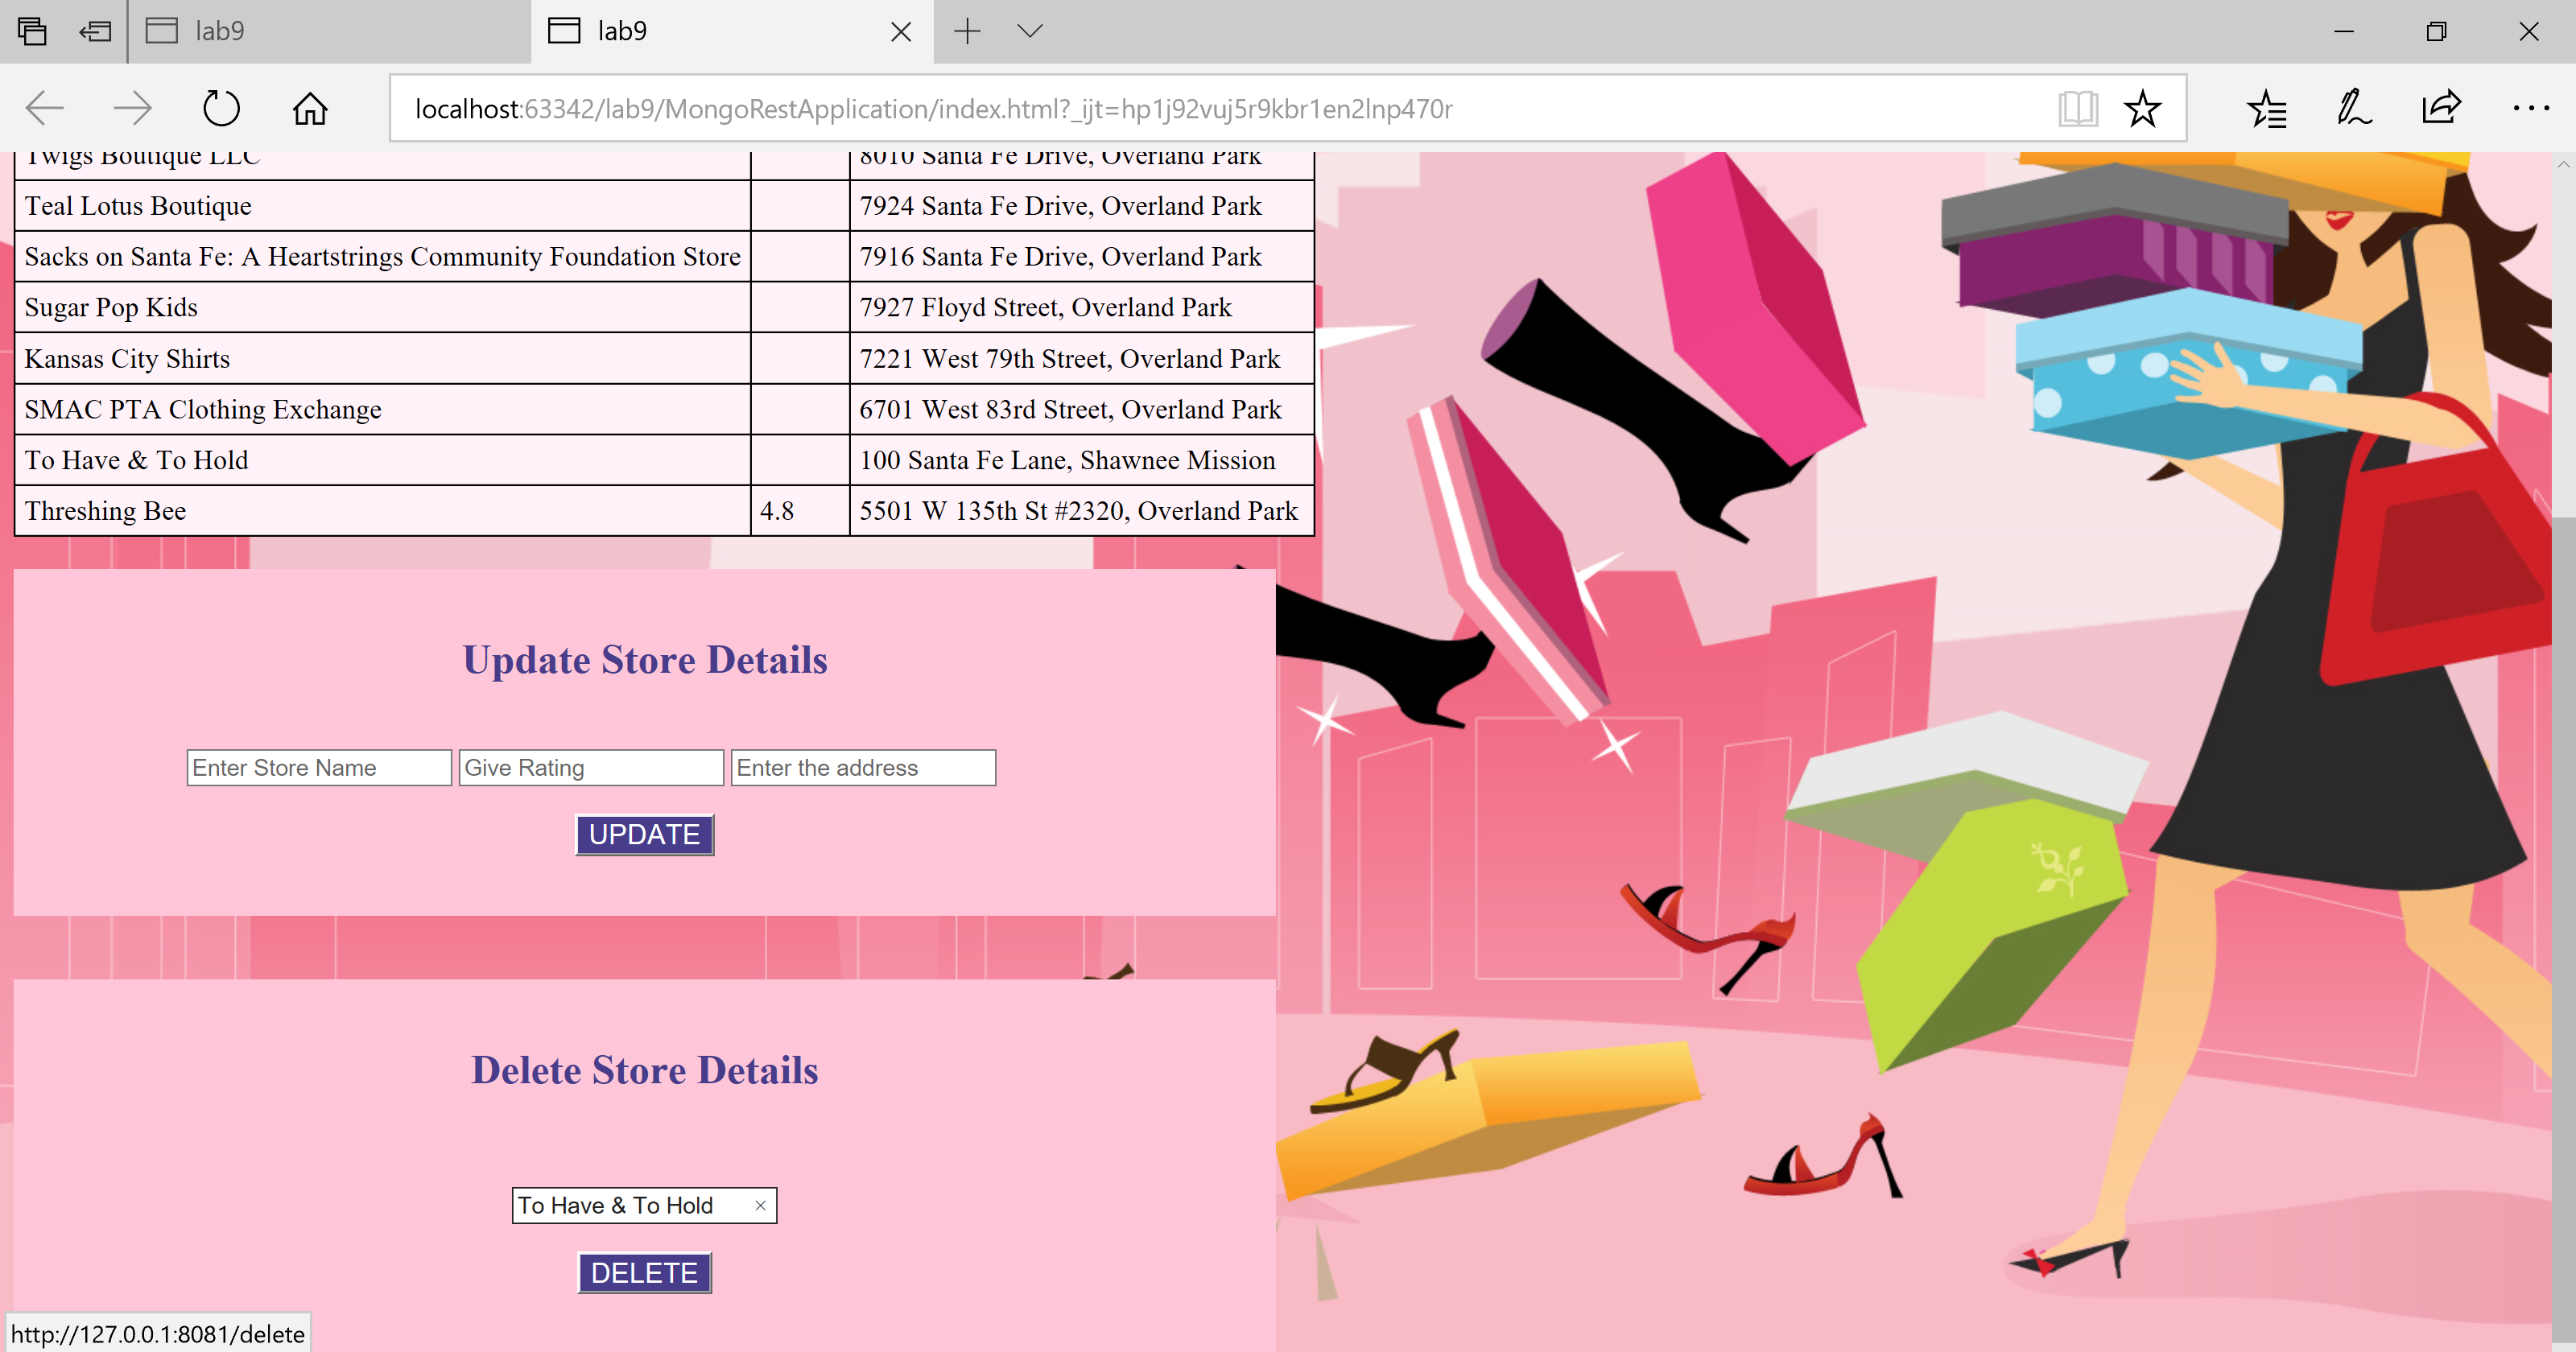 lab9
lab9
localhost:63342/lab9/MongoRestApplication/index.html?_ijt=hp1j92vuj5r9kbr1en2lnp470r
Twigs Boutique LLC 8010 Santa Fe Drive, Overland Park
Teal Lotus Boutique 7924 Santa Fe Drive, Overland Park
Sacks on Santa Fe: A Heartstrings Community Foundation Store 7916 Santa Fe Drive, Overland Park
Sugar Pop Kids 7927 Floyd Street, Overland Park
Kansas City Shirts 7221 West 79th Street, Overland Park
SMAC PTA Clothing Exchange 6701 West 83rd Street, Overland Park
To Have & To Hold 100 Santa Fe Lane, Shawnee Mission
Threshing Bee 4.8 5501 W 135th St #2320, Overland Park
Update Store Details
Enter Store Name Give Rating Enter the address
UPDATE
Delete Store Details
To Have & To Hold
DELETE
http://127.0.0.1:8081/delete